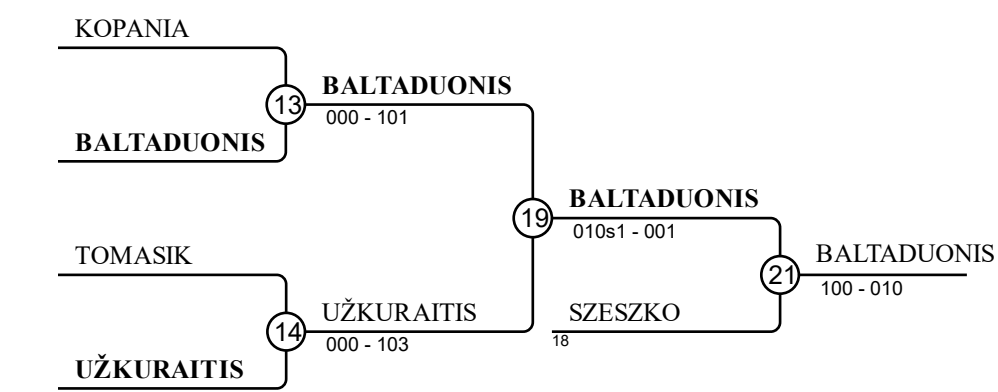 KOPANIA
13
BALTADUONIS
000 - 101
BALTADUONIS
19
BALTADUONIS
010s1 - 001
TOMASIK
21
BALTADUONIS
100 - 010
14
UŽKURAITIS
000 - 103
SZESZKO
18
UŽKURAITIS